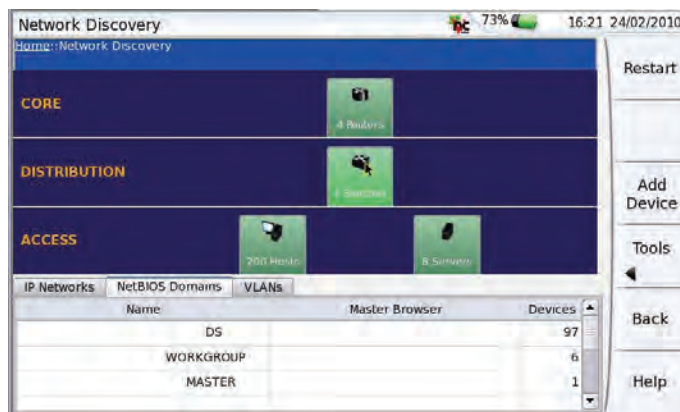 Network Discovery
73%
16:21 24/02/2010
Home::Network Discovery
Restart
CORE
4 Routers
DISTRIBUTION
Switches
Add Device
ACCESS
200 Hosts
8 Servers
Tools
IP Networks NetBIOS Domains VLANs
Name Master Browser Devices
DS 97
WORKGROUP 6
MASTER 1
Back
Help